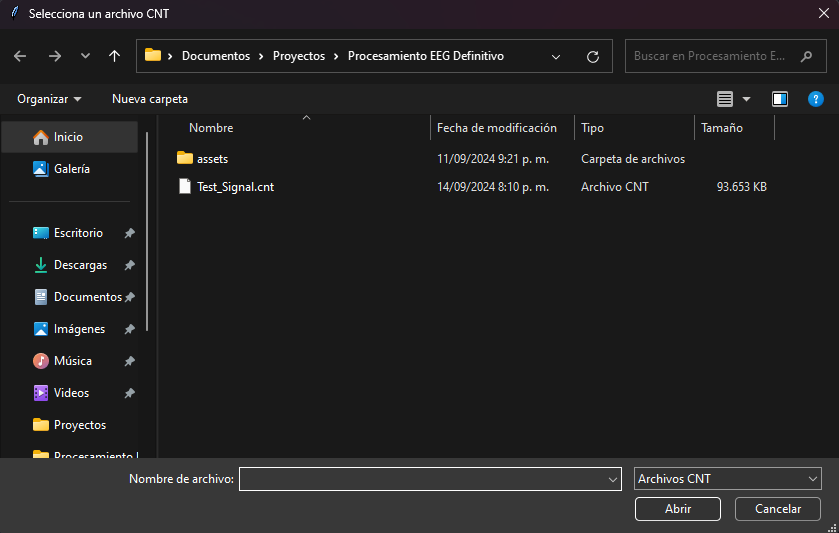 Selecciona un archivo CNT
Documentos > Proyectos > Procesamiento EEG Definitivo
Buscar en Procesamiento E...
Organizar Nueva carpeta
Nombre Fecha de modificación Tipo Tamaño
assets 11/09/2024 9:21 p. m. Carpeta de archivos
Test_Signal.cnt 14/09/2024 8:10 p. m. Archivo CNT 93.653 KB
Inicio
Galería
Escritorio
Descargas
Documentos
Imágenes
Música
Videos
Proyectos
Procesamiento
Nombre de archivo: Archivos CNT
Abrir Cancelar